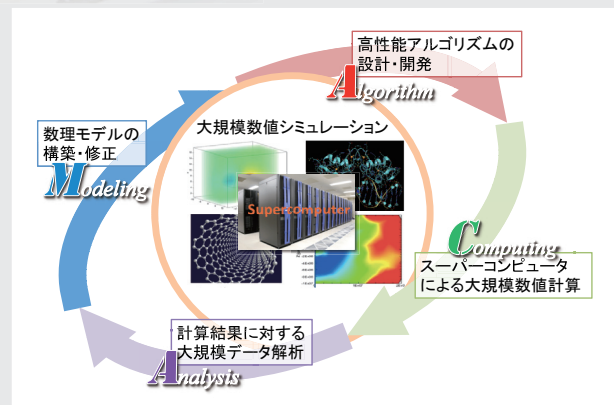 高性能アルゴリズムの
設計・開発
Algorithm
大規模数値シミュレーション
数理モデルの
構築・修正
Modeling
Supercomputer
Computing
スーパーコンピュータ
による大規模数値計算
計算結果に対する
大規模データ解析
Analysis